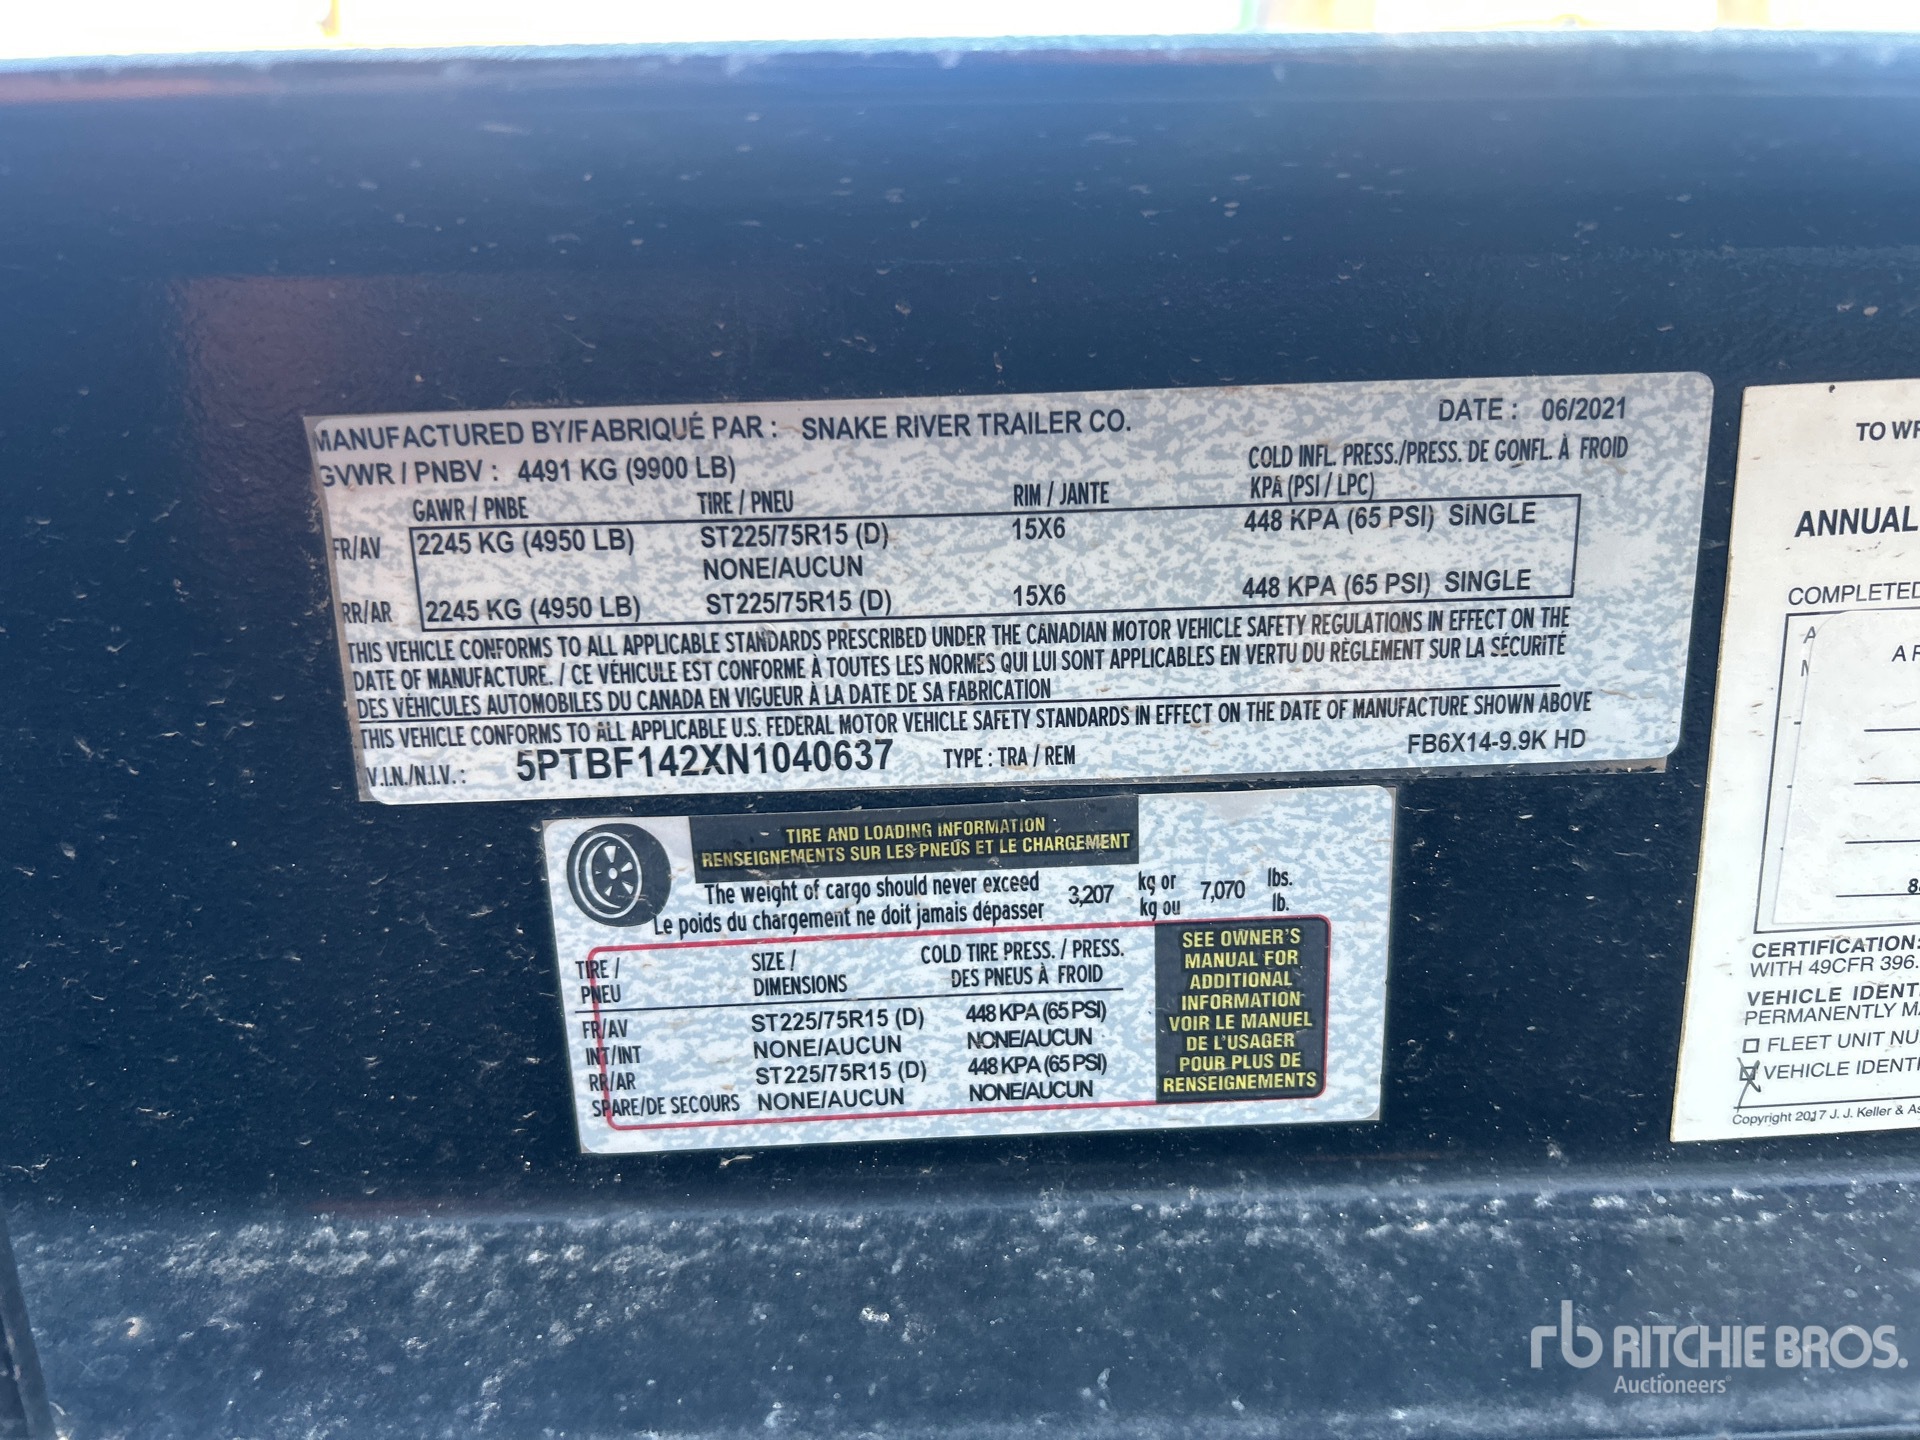 MANUFACTURED BY/FABRIQUÉ PAR : SNAKE RIVER TRAILER CO. DATE : 06/2021
GVWR / PNBV : 4491 KG (9900 LB) COLD INFL. PRESS./PRESS. DE GONFL. À FROID
GAWR / PNBE TIRE / PNEU RIM / JANTE KPA (PSI / LPC)
FR/AV 2245 KG (4950 LB) ST225/75R15 (D) 15X6 448 KPA (65 PSI) SINGLE
NONE/AUCUN
RR/AR 2245 KG (4950 LB) ST225/75R15 (D) 15X6 448 KPA (65 PSI) SINGLE
THIS VEHICLE CONFORMS TO ALL APPLICABLE STANDARDS PRESCRIBED UNDER THE CANADIAN MOTOR VEHICLE SAFETY REGULATIONS IN EFFECT ON THE
DATE OF MANUFACTURE. / CE VÉHICULE EST CONFORME À TOUTES LES NORMES QUI LUI SONT APPLICABLES EN VERTU DU RÈGLEMENT SUR LA SÉCURITÉ
DES VÉHICULES AUTOMOBILES DU CANADA EN VIGUEUR À LA DATE DE SA FABRICATION
THIS VEHICLE CONFORMS TO ALL APPLICABLE U.S. FEDERAL MOTOR VEHICLE SAFETY STANDARDS IN EFFECT ON THE DATE OF MANUFACTURE SHOWN ABOVE
V.I.N./N.I.V.: 5PTBF142XN1040637 TYPE : TRA / REM FB6X14-9.9K HD
TIRE AND LOADING INFORMATION
RENSEIGNEMENTS SUR LES PNEUS ET LE CHARGEMENT
The weight of cargo should never exceed 3,207 kg or 7,070 lbs.
Le poids du chargement ne doit jamais dépasser kg ou lb.
TIRE / SIZE / COLD TIRE PRESS. / PRESS.
PNEU DIMENSIONS DES PNEUS À FROID
FR/AV ST225/75R15 (D) 448 KPA (65 PSI)
INT/INT NONE/AUCUN NONE/AUCUN
RR/AR ST225/75R15 (D) 448 KPA (65 PSI)
SPARE/DE SECOURS NONE/AUCUN NONE/AUCUN
SEE OWNER'S
MANUAL FOR
ADDITIONAL
INFORMATION
VOIR LE MANUEL
DE L'USAGER
POUR PLUS DE
RENSEIGNEMENTS
TO WR
ANNUAL
COMPLETED
A
CERTIFICATION:
WITH 49CFR 396.
VEHICLE IDENT
PERMANENTLY MA
FLEET UNIT NU
VEHICLE IDENT
Copyright 2017 J. J. Keller & As
rb RITCHIE BROS.
Auctioneers